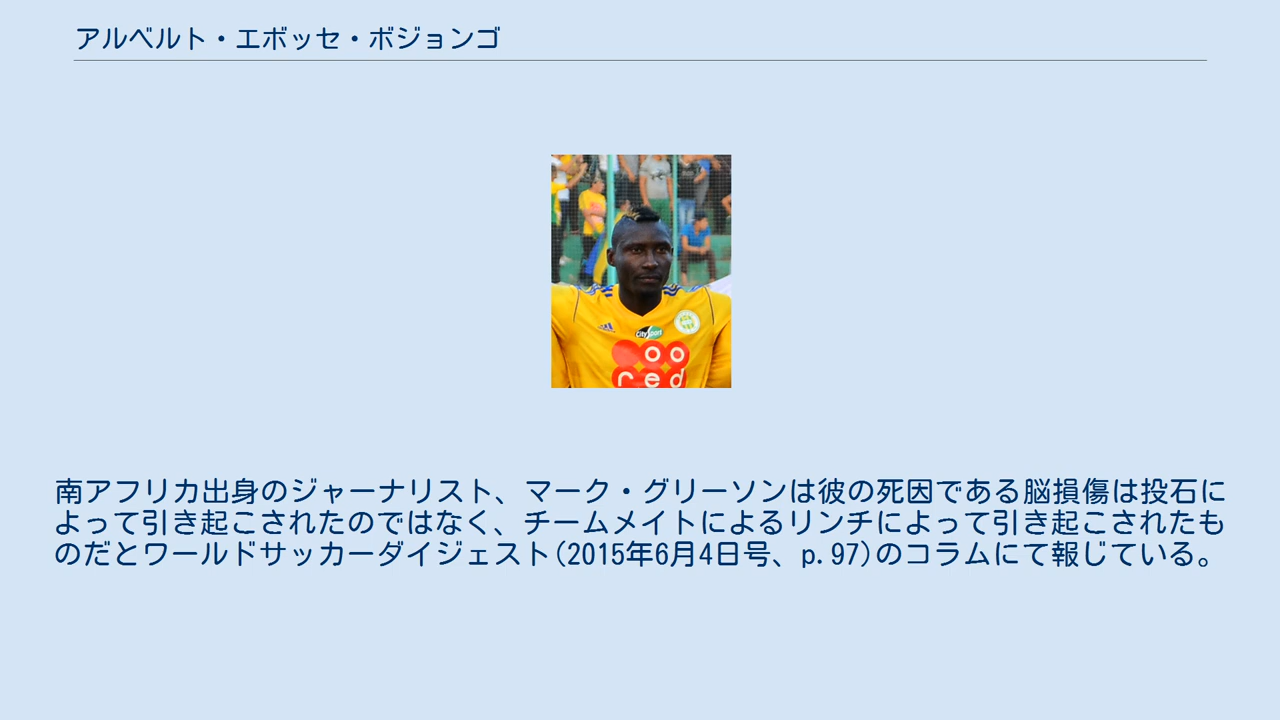 アルベルト・エボッセ・ボジョンゴ
citysport
oored
南アフリカ出身のジャーナリスト、マーク・グリーソンは彼の死因である脳損傷は投石に
よって引き起こされたのではなく、チームメイトによるリンチによって引き起こされたも
のだとワールドサッカーダイジェスト(2015年6月4日号、p.97)のコラムにて報じている。